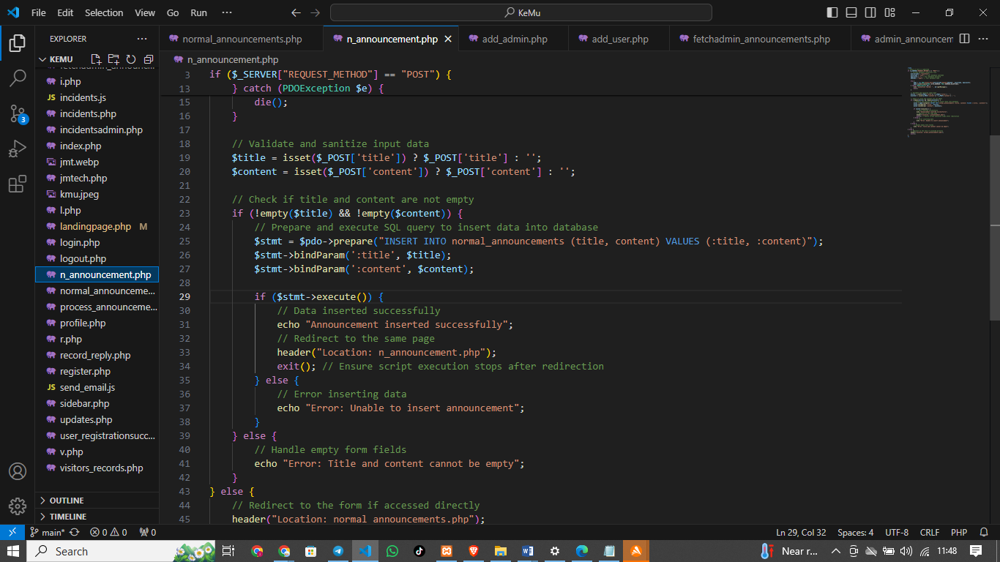 File Edit Selection View Go Run ··· KeMu
EXPLORER ···
KEMU
i.php
JS incidents.js
incidents.php
incidentsadmin.php
index.php
jmt.webp
jmtech.php
kmu.jpeg
l.php
landingpage.php M
login.php
logout.php
n_announcement.php
normal_announceme...
process_announceme...
profile.php
r.php
record_reply.php
register.php
JS send_email.js
sidebar.php
updates.php
user_registrationsucc...
v.php
visitors_records.php
OUTLINE
TIMELINE
3
normal_announcements.php n_announcement.php add_admin.php add_user.php fetchadmin_announcements.php admin_announcem ···
n_announcement.php
3 if ($_SERVER["REQUEST_METHOD"] == "POST") {
13 } catch (PDOException $e) {
15 die();
16 }
17
18 // Validate and sanitize input data
19 $title = isset($_POST['title']) ? $_POST['title'] : '';
20 $content = isset($_POST['content']) ? $_POST['content'] : '';
21
22 // Check if title and content are not empty
23 if (!empty($title) && !empty($content)) {
24 // Prepare and execute SQL query to insert data into database
25 $stmt = $pdo->prepare("INSERT INTO normal_announcements (title, content) VALUES (:title, :content)");
26 $stmt->bindParam(':title', $title);
27 $stmt->bindParam(':content', $content);
28
29 if ($stmt->execute()) {
30 // Data inserted successfully
31 echo "Announcement inserted successfully";
32 // Redirect to the same page
33 header("Location: n_announcement.php");
34 exit(); // Ensure script execution stops after redirection
35 } else {
36 // Error inserting data
37 echo "Error: Unable to insert announcement";
38 }
39 } else {
40 // Handle empty form fields
41 echo "Error: Title and content cannot be empty";
42 }
43 } else {
44 // Redirect to the form if accessed directly
45 header("Location: normal_announcements.php");
main* 0 0 0 Ln 29, Col 32 Spaces: 4 UTF-8 CRLF PHP
Search Near r... 11:48